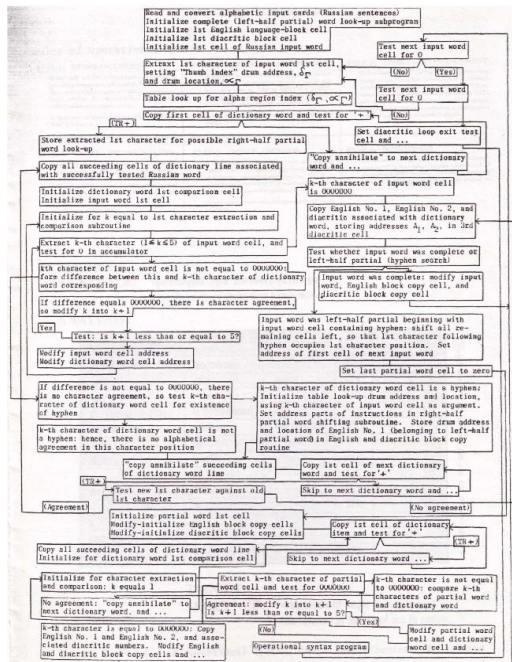 Read and convert alphabetic input cards (Russian sentences)
Initialize complete (left-half partial) word look-up subprogram
Initialize 1st English language-block cell
Initialize 1st diacritic block cell
Initialize 1st cell of Russian input word
Test next input word
cell for 0
(No)
(Yes)
Extraxt 1st character of input word 1st cell,
setting "Thumb index" drum address, δΓ
and drum location, ∝Γ
Test next input word
cell for 0
Table look up for alpha region index (δΓ, ∝Γ)
(No)
Copy first cell of dictionary word and test for '+'
(TR+)
Set diacritic loop exit test
cell and ...
Store extracted 1st character for possible right-half partial
word look-up
"Copy annihilate" to next dictionary
word and ...
Copy all succeeding cells of dictionary line associated
with successfully tested Russian word
k-th character of input word cell
is 0000000
Initialize dictionary word 1st comparison cell
Initialize input word 1st cell
Copy English No. 1, English No. 2, and
diacritic associated with dictionary
word, storing addresses A1, A2, in 3rd
diacritic cell
Initialize for k equal to 1st character extraction and
comparison subroutine
Extract k-th character (1≤k≤5) of input word cell, and
test for 0 in accumulator
Test whether input word was complete or
left-half partial (hyphen search)
kth character of input word cell is not equal to 0000000:
form difference between this and k-th character of dictionary
word corresponding
Input word was complete: modify input
word, English block copy cell, and
diacritic block copy cell
If difference equals 0000000, there is character agreement,
so modify k into k+1
Yes
Test: is k+1 less than or equal to 5?
Input word was left-half partial beginning with
input word cell containing hyphen: shift all re-
maining cells left, so that 1st character following
hyphen occupies 1st character position. Set
address of first cell of next input word
Modify input word cell address
Modify dictionary word cell address
Set last partial word cell to zero
If difference is not equal to 0000000, there
is no character agreement, so test k-th char-
acter of dictionary word cell for existence
of hyphen
k-th character of dictionary word cell is a hyphen:
Initialize table look-up drum address and location,
using k-th character of input word cell as argument.
Set address parts of instructions in right-half
partial word shifting subroutine. Store drum address
and location of English No. 1 (belonging to left-half
partial word) in English and diacritic block copy
routine
k-th character of dictionary word cell is not
a hyphen: hence, there is no alphabetical
agreement in this character position
"copy annihilate" succeeding cells
of dictionary word line
Copy 1st cell of next dictionary
word and test for '+'
(TR+)
Test new 1st character against old
1st character
Skip to next dictionary word and ...
(Agreement)
(No agreement)
Initialize partial word 1st cell
Modify-initialize English block copy cells
Modify-initialize diacritic block copy cells
Copy 1st cell of dictionary
item and test for '+'
(TR+)
Copy all succeeding cells of dictionary word line
Initialize for dictionary word 1st comparison cell
Skip to next dictionary word ...
Initialize for character extraction
and comparison: k equals 1
Extract k-th character of partial
word cell and test for 0000000
k-th character is not equal
to 0000000: compare k-th
characters of partial word
and dictionary word
No agreement: "copy annihilate" to
next dictionary word, and ...
Agreement: modify k into k+1
Is k+1 less than or equal to 5?
(No)
(Yes)
k-th character is equal to 0000000: Copy
English No. 1 and English No. 2, and asso-
ciated diacritic numbers. Modify English
and diacritic block copy cells and ...
Modify partial word
cell and dictionary
word cell and ...
Operational syntax program